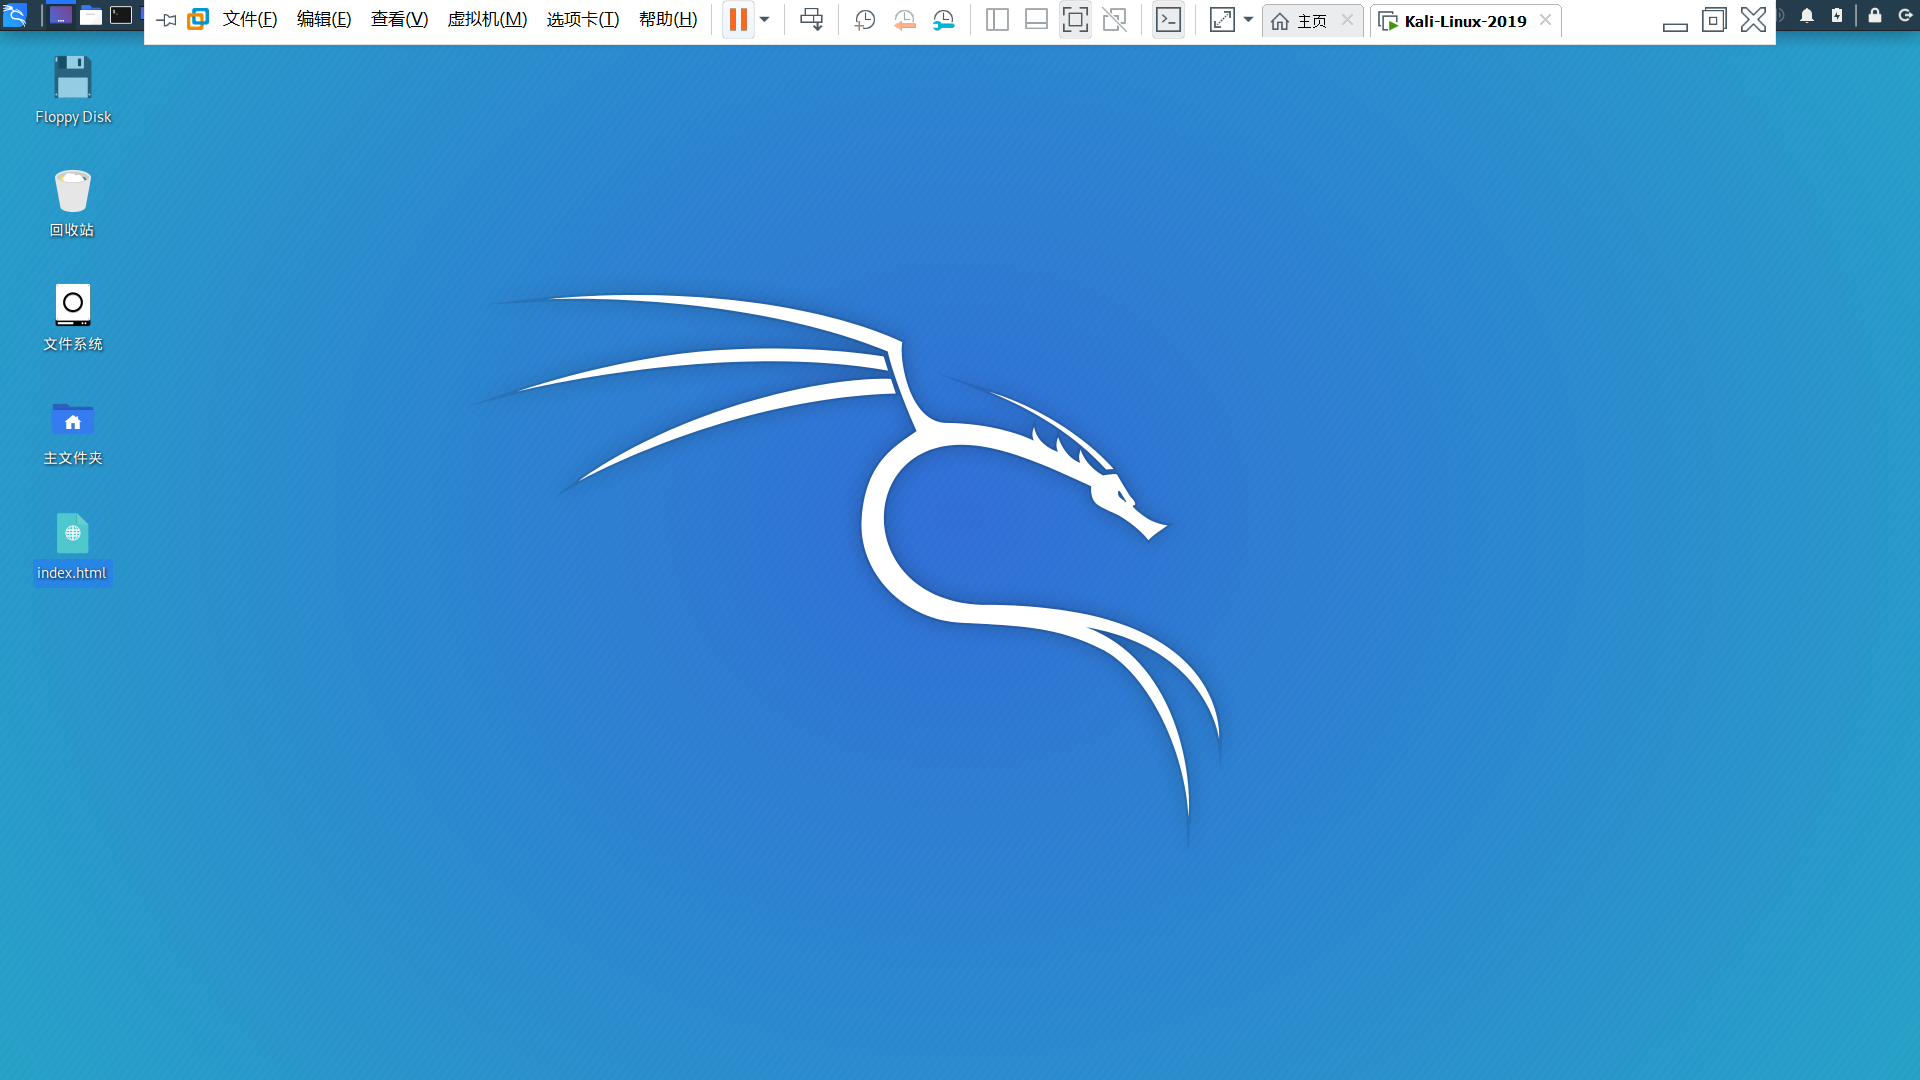 文件(F) 编辑(E) 查看(V) 虚拟机(M) 选项卡(T) 帮助(H) 主页 Kali-Linux-2019
Floppy Disk
回收站
文件系统
主文件夹
index.html